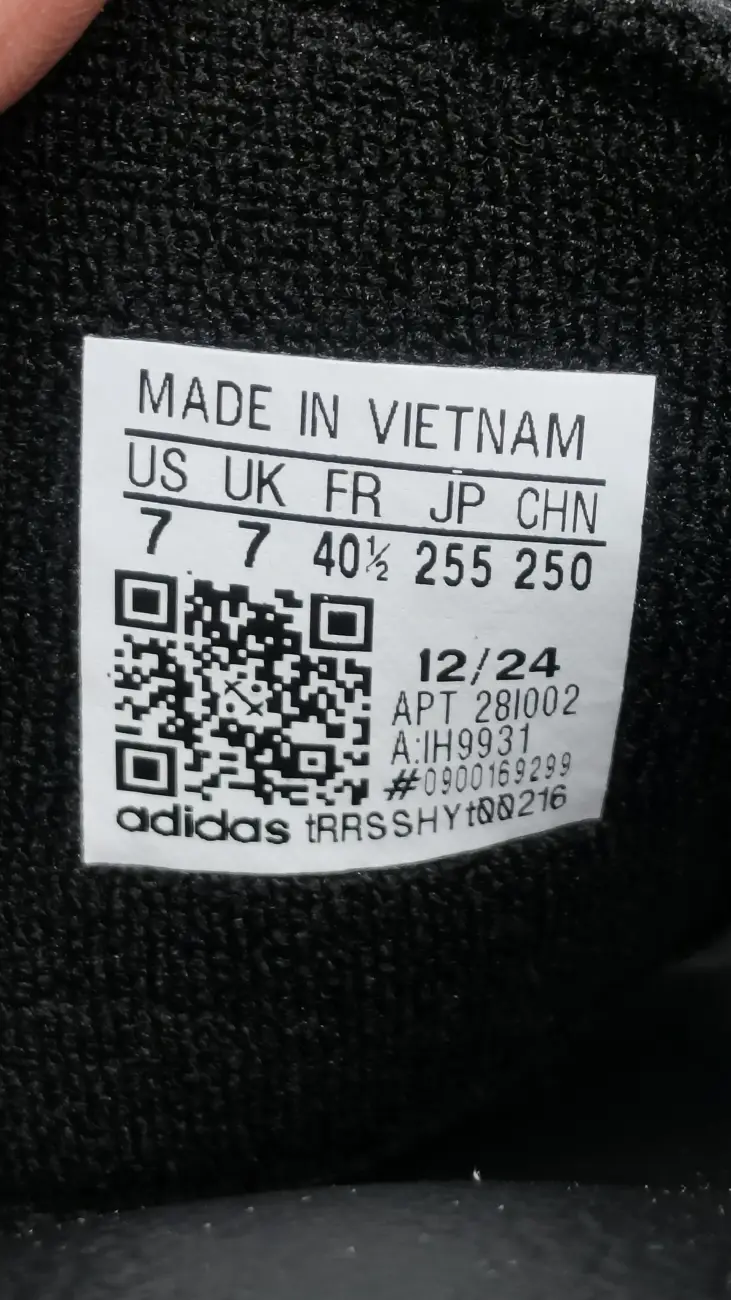 MADE IN VIETNAM
US UK FR JP CHN
7 7 40½ 255 250
12/24
APT 28I002
A:IH9931
#0900169299
adidas tRRSSHYt00216